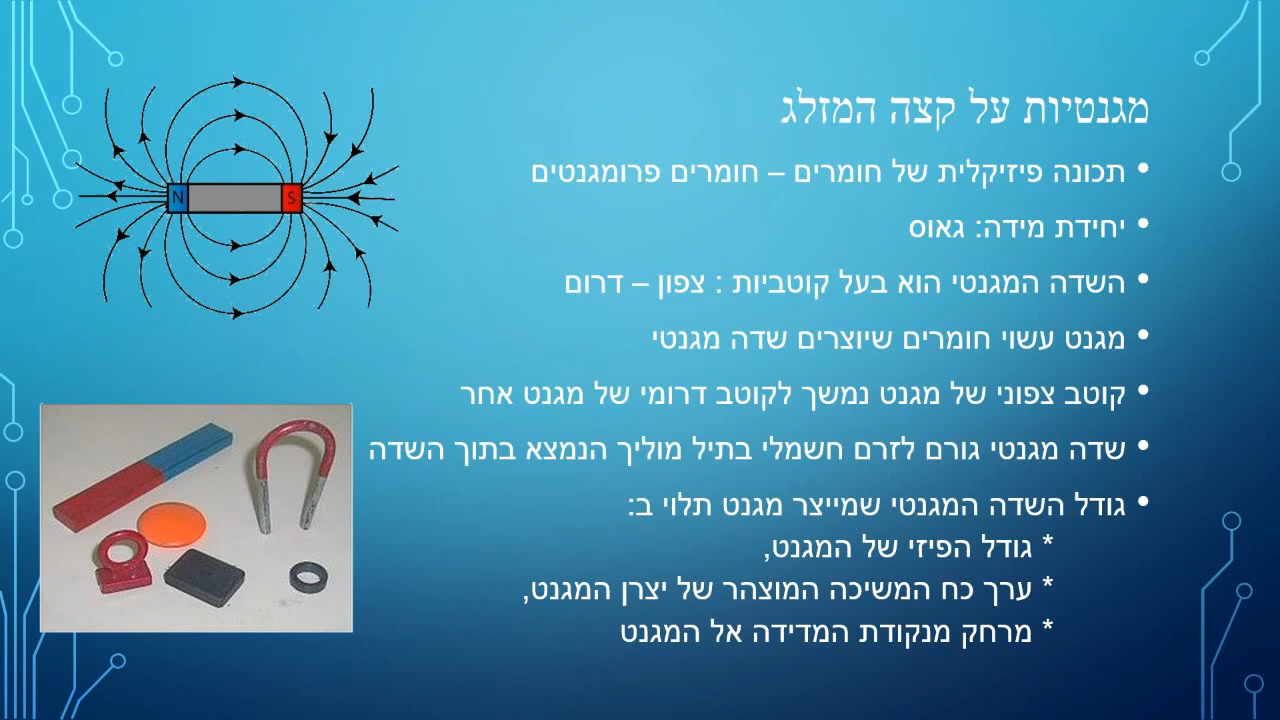 מגנטיות על קצה המזלג
• תכונה פיזיקלית של חומרים – חומרים פרומגנטים
• יחידת מידה: גאוס
• השדה המגנטי הוא בעל קוטביות : צפון – דרום
• מגנט עשוי חומרים שיוצרים שדה מגנטי
• קוטב צפוני של מגנט נמשך לקוטב דרומי של מגנט אחר
• שדה מגנטי גורם לזרם חשמלי בתיל מוליך הנמצא בתוך השדה
• גודל השדה המגנטי שמייצר מגנט תלוי ב:
* גודל הפיזי של המגנט,
* ערך כח המשיכה המוצהר של יצרן המגנט,
* מרחק מנקודת המדידה אל המגנט
N S